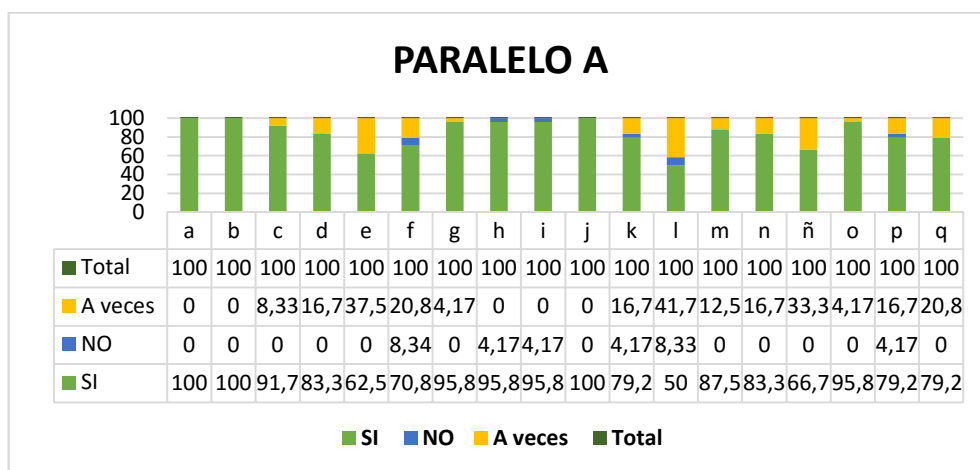 PARALELO A
100
80
60
40
20
0
a b c d e f g h i j k l m n ñ o p q
Total 100 100 100 100 100 100 100 100 100 100 100 100 100 100 100 100 100 100
A veces 0 0 8,33 16,7 37,5 20,8 4,17 0 0 0 16,7 41,7 12,5 16,7 33,3 4,17 16,7 20,8
NO 0 0 0 0 0 8,34 0 4,17 4,17 0 4,17 8,33 0 0 0 0 4,17 0
SI 100 100 91,7 83,3 62,5 70,8 95,8 95,8 95,8 100 79,2 50 87,5 83,3 66,7 95,8 79,2 79,2
SI NO A veces Total